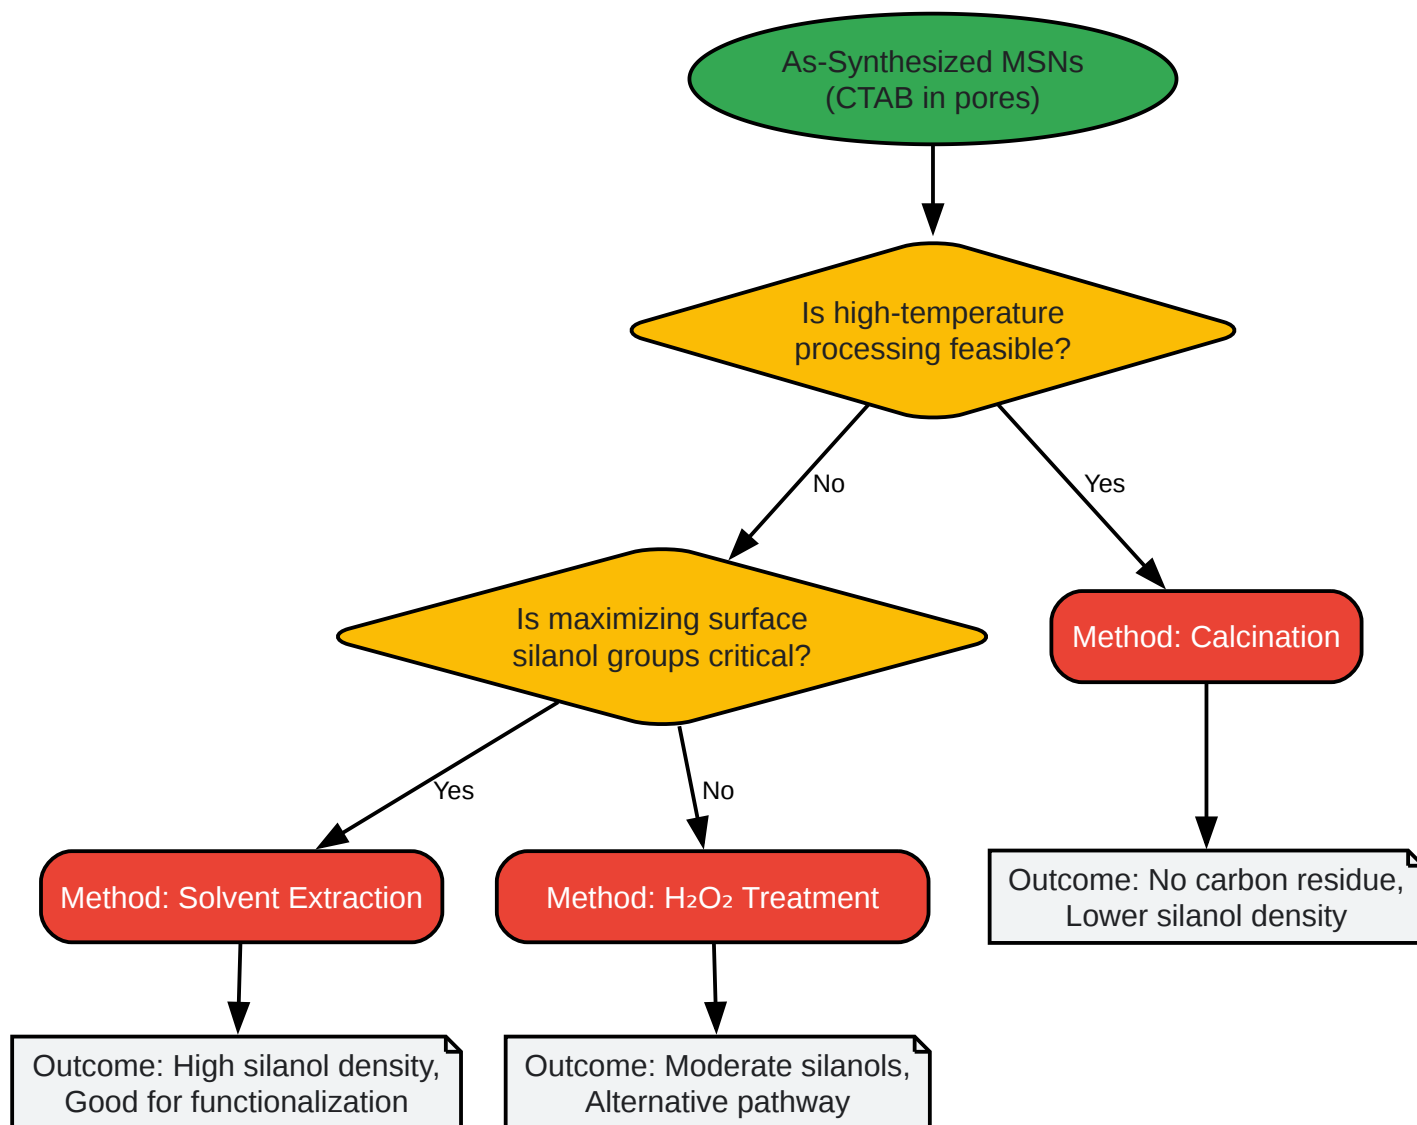 As-Synthesized MSNs
(CTAB in pores)
Is high-temperature
processing feasible?
No
Yes
Is maximizing surface
silanol groups critical?
Method: Calcination
Yes
No
Method: Solvent Extraction
Method: H₂O₂ Treatment
Outcome: No carbon residue,
Lower silanol density
Outcome: High silanol density,
Good for functionalization
Outcome: Moderate silanols,
Alternative pathway